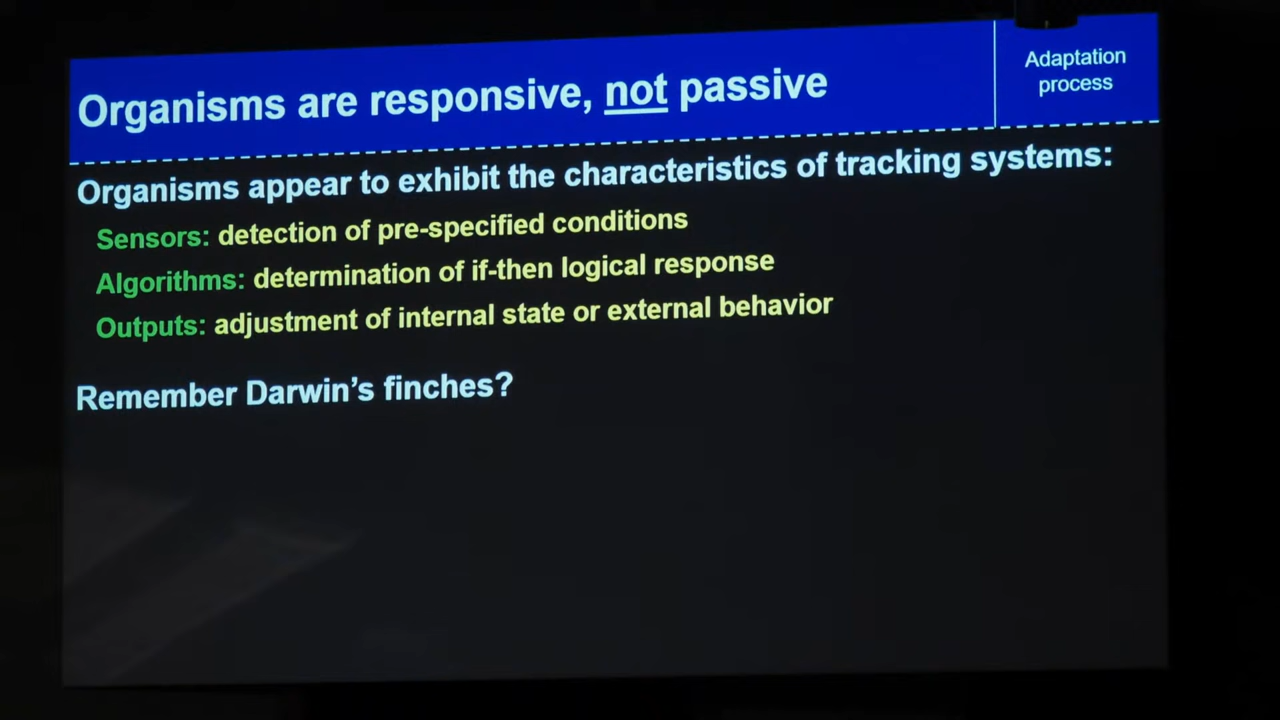 Organisms are responsive, not passive
Adaptation
process
Organisms appear to exhibit the characteristics of tracking systems:
Sensors: detection of pre-specified conditions
Algorithms: determination of if-then logical response
Outputs: adjustment of internal state or external behavior
Remember Darwin's finches?